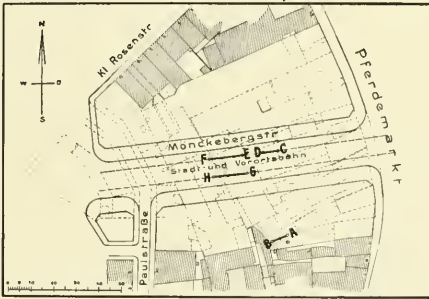 N
W O
S
Kl Rosenstr
Pferdemarkt
Mönckebergstr
F E D C
Stadt- und Vorortsbahn
H G
Paulstraße
B A